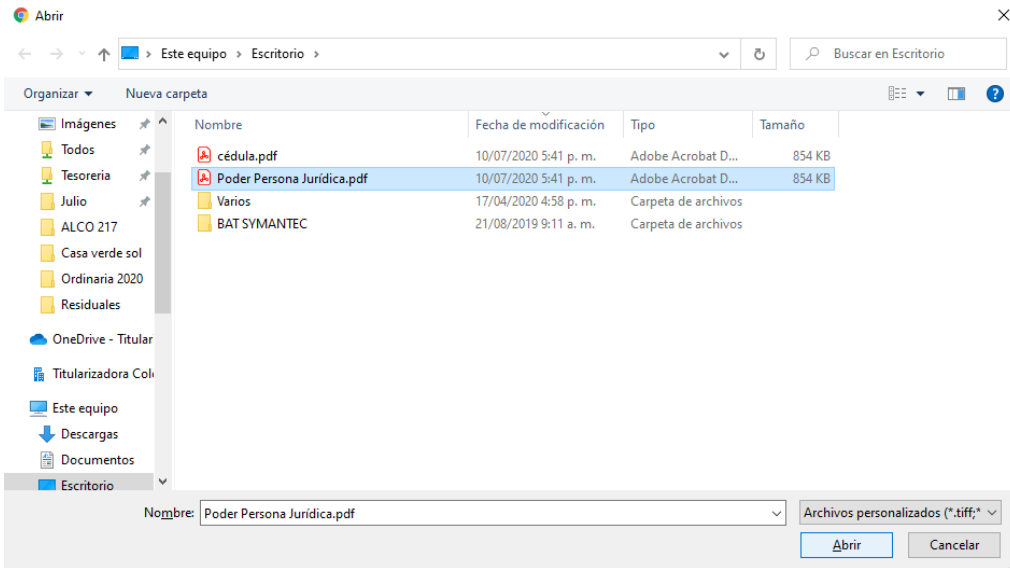 Abrir
Este equipo > Escritorio >
Buscar en Escritorio
Organizar
Nueva carpeta
?
Imágenes
Todos
Tesoreria
Julio
ALCO 217
Casa verde sol
Ordinaria 2020
Residuales
OneDrive - Titular
Titularizadora Col
Este equipo
Descargas
Documentos
Escritorio
Nombre Fecha de modificación Tipo Tamaño
cédula.pdf 10/07/2020 5:41 p. m. Adobe Acrobat D... 854 KB
Poder Persona Jurídica.pdf 10/07/2020 5:41 p. m. Adobe Acrobat D... 854 KB
Varios 17/04/2020 4:58 p. m. Carpeta de archivos
BAT SYMANTEC 21/08/2019 9:11 a. m. Carpeta de archivos
Nombre: Poder Persona Jurídica.pdf
Archivos personalizados (*.tiff;*
Abrir
Cancelar